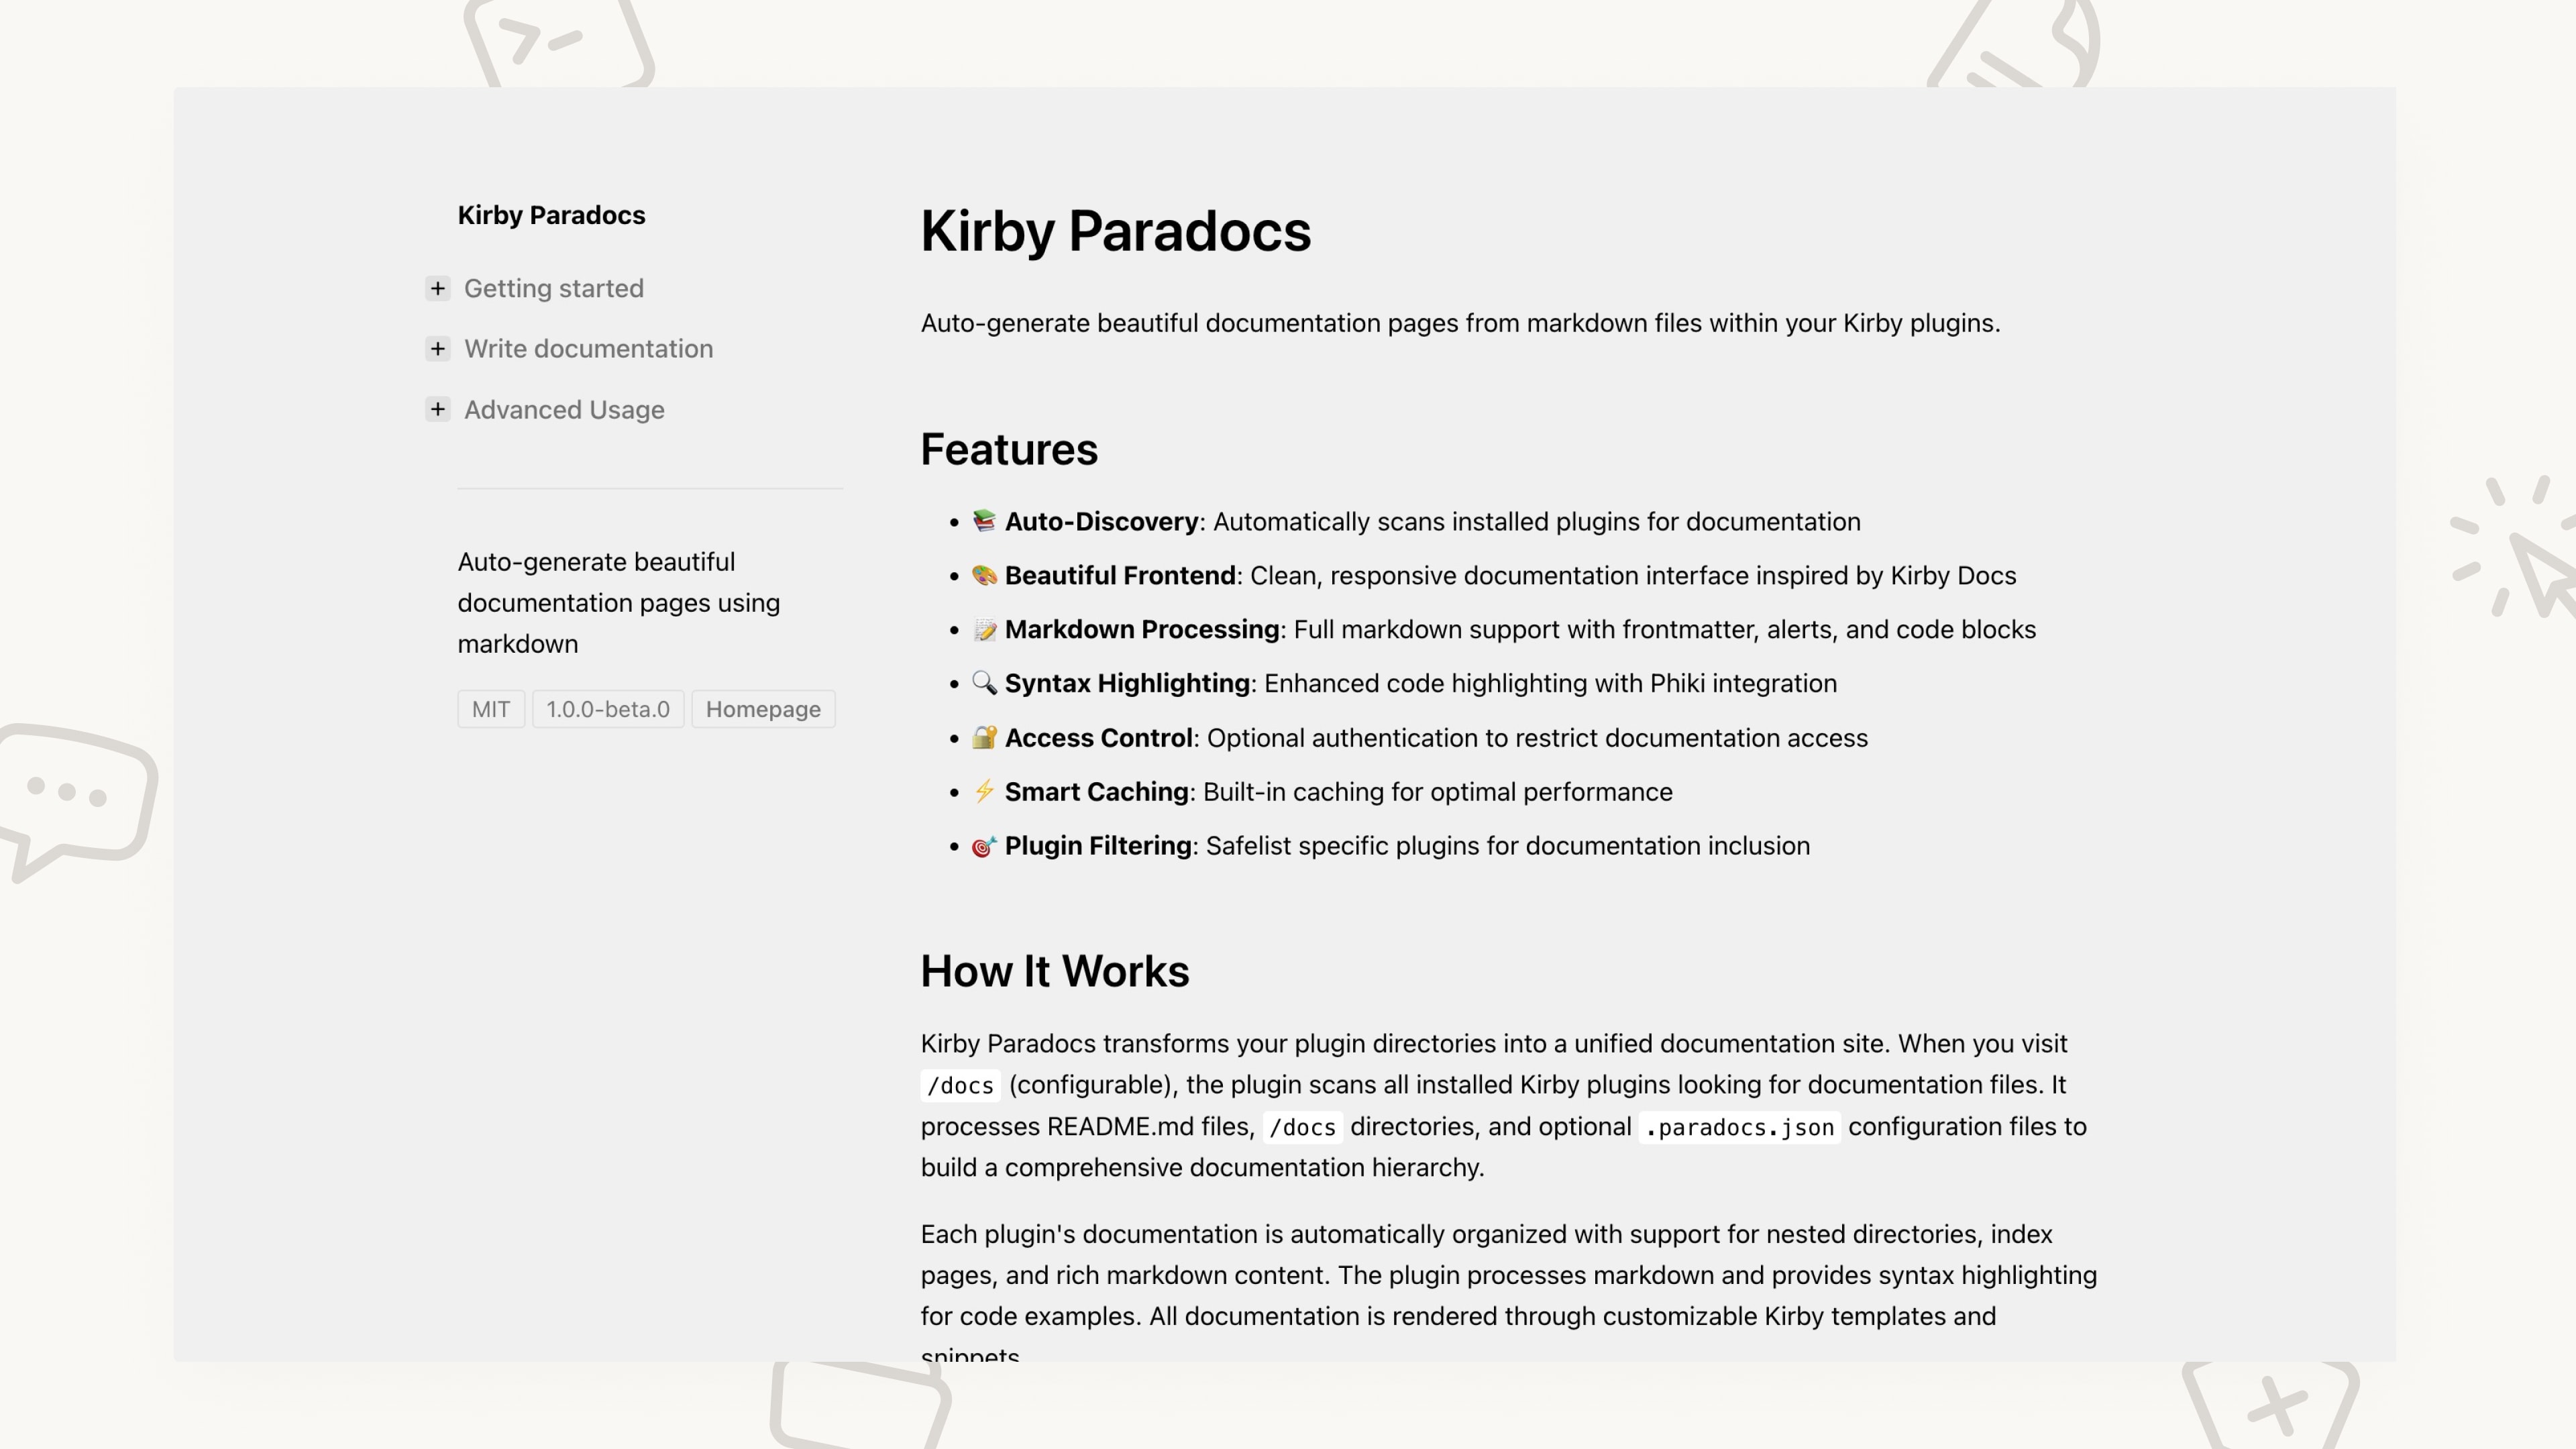 Kirby Paradocs
Getting started
Write documentation
Advanced Usage
Auto-generate beautiful
documentation pages using
markdown
MIT 1.0.0-beta.0 Homepage
Kirby Paradocs
Auto-generate beautiful documentation pages from markdown files within your Kirby plugins.
Features
• 📚 Auto-Discovery: Automatically scans installed plugins for documentation
• 🎨 Beautiful Frontend: Clean, responsive documentation interface inspired by Kirby Docs
• 📝 Markdown Processing: Full markdown support with frontmatter, alerts, and code blocks
• 🔍 Syntax Highlighting: Enhanced code highlighting with Phiki integration
• 🔐 Access Control: Optional authentication to restrict documentation access
• ⚡ Smart Caching: Built-in caching for optimal performance
• 🎯 Plugin Filtering: Safelist specific plugins for documentation inclusion
How It Works
Kirby Paradocs transforms your plugin directories into a unified documentation site. When you visit
/docs (configurable), the plugin scans all installed Kirby plugins looking for documentation files. It
processes README.md files, /docs directories, and optional .paradocs.json configuration files to
build a comprehensive documentation hierarchy.
Each plugin's documentation is automatically organized with support for nested directories, index
pages, and rich markdown content. The plugin processes markdown and provides syntax highlighting
for code examples. All documentation is rendered through customizable Kirby templates and
snippets.